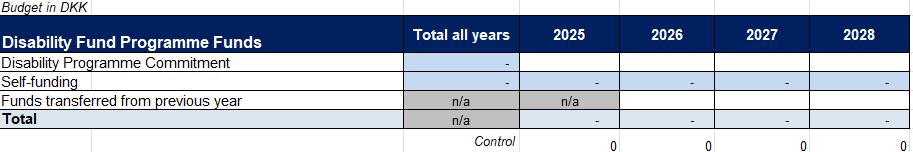 Budget in DKK
Disability Fund Programme Funds Total all years 2025 2026 2027 2028
Disability Programme Commitment -
Self-funding - - - - -
Funds transferred from previous year n/a n/a
Total n/a - - - -
Control 0 0 0 0